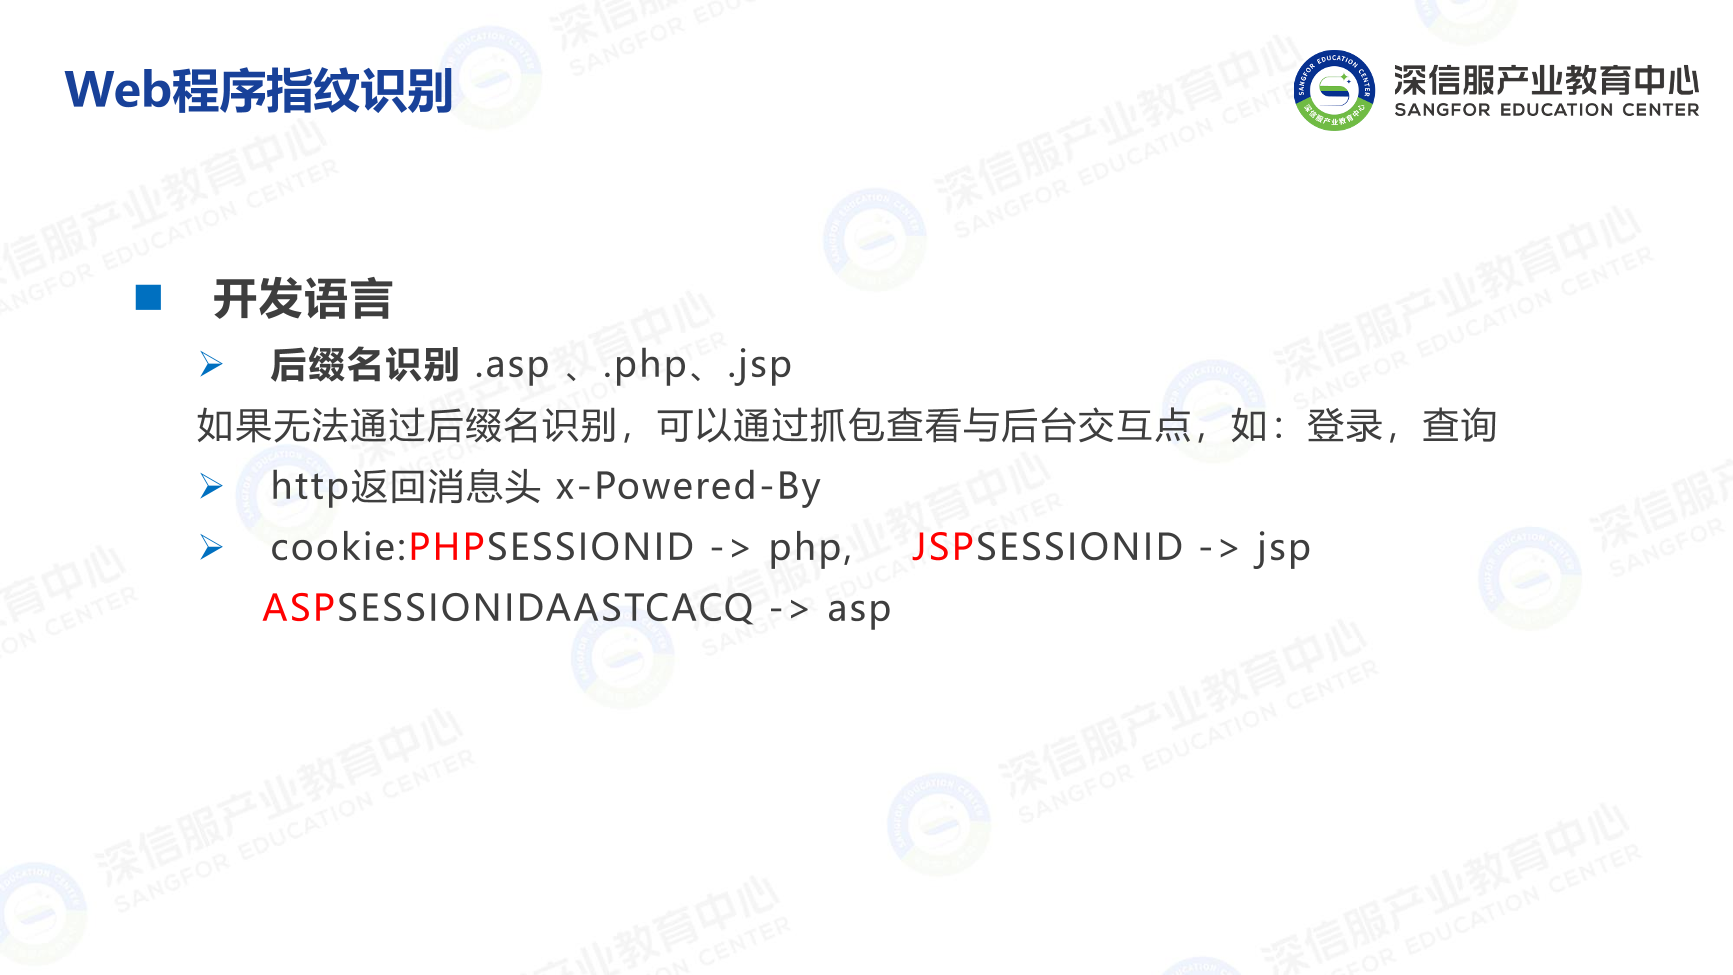 Web程序指纹识别
深信服产业教育中心
SANGFOR EDUCATION CENTER
开发语言
后缀名识别 .asp 、.php、.jsp
如果无法通过后缀名识别，可以通过抓包查看与后台交互点，如：登录，查询
http返回消息头 x-Powered-By
cookie:PHPSESSIONID -> php, JSPSESSIONID -> jsp
ASPSESSIONIDAASTCACQ -> asp